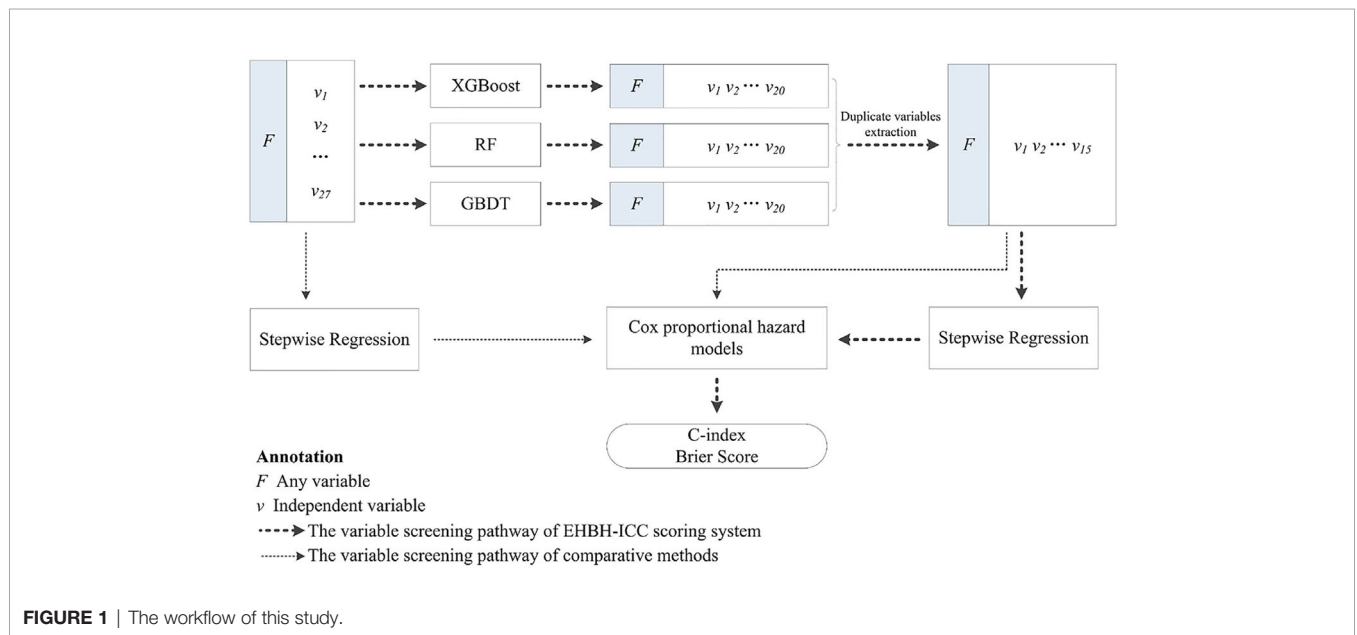 F
v1
v2
...
v27
XGBoost
RF
GBDT
F v1 v2 ... v20
F v1 v2 ... v20
F v1 v2 ... v20
Duplicate variables
extraction
F v1 v2 ... v15
Stepwise Regression
Cox proportional hazard
models
Stepwise Regression
C-index
Brier Score
Annotation
F Any variable
v Independent variable
The variable screening pathway of EHBH-ICC scoring system
The variable screening pathway of comparative methods
FIGURE 1 | The workflow of this study.